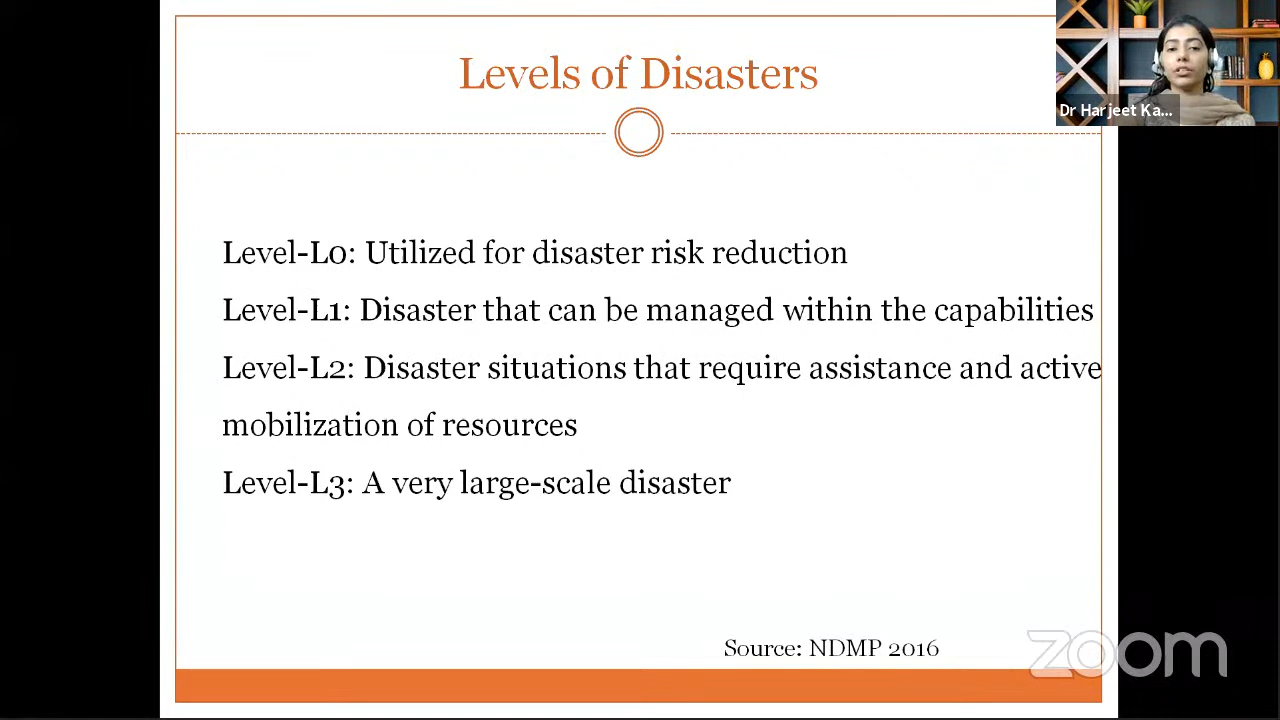 Levels of Disasters
Dr Harjeet Ka...
Level-L0: Utilized for disaster risk reduction
Level-L1: Disaster that can be managed within the capabilities
Level-L2: Disaster situations that require assistance and active
mobilization of resources
Level-L3: A very large-scale disaster
Source: NDMP 2016
zoom